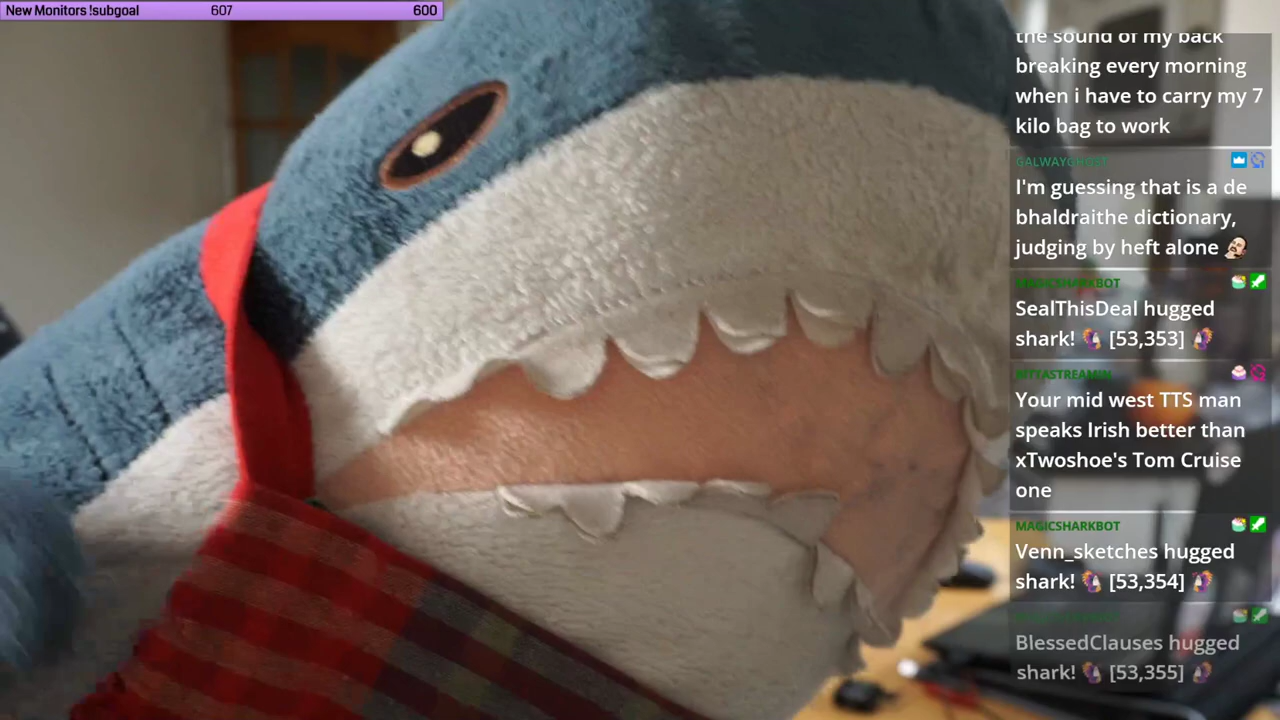 New Monitors !subgoal 607 600
the sound of my back
breaking every morning
when i have to carry my 7
kilo bag to work
GALWAYGHOST
I'm guessing that is a de
bhaldraithe dictionary,
judging by heft alone
MAGICSHARKBOT
SealThisDeal hugged
shark! [53,353]
Your mid west TTS man
speaks Irish better than
xTwoshoe's Tom Cruise
one
MAGICSHARKBOT
Venn_sketches hugged
shark! [53,354]
BlessedClauses hugged
shark! [53,355]